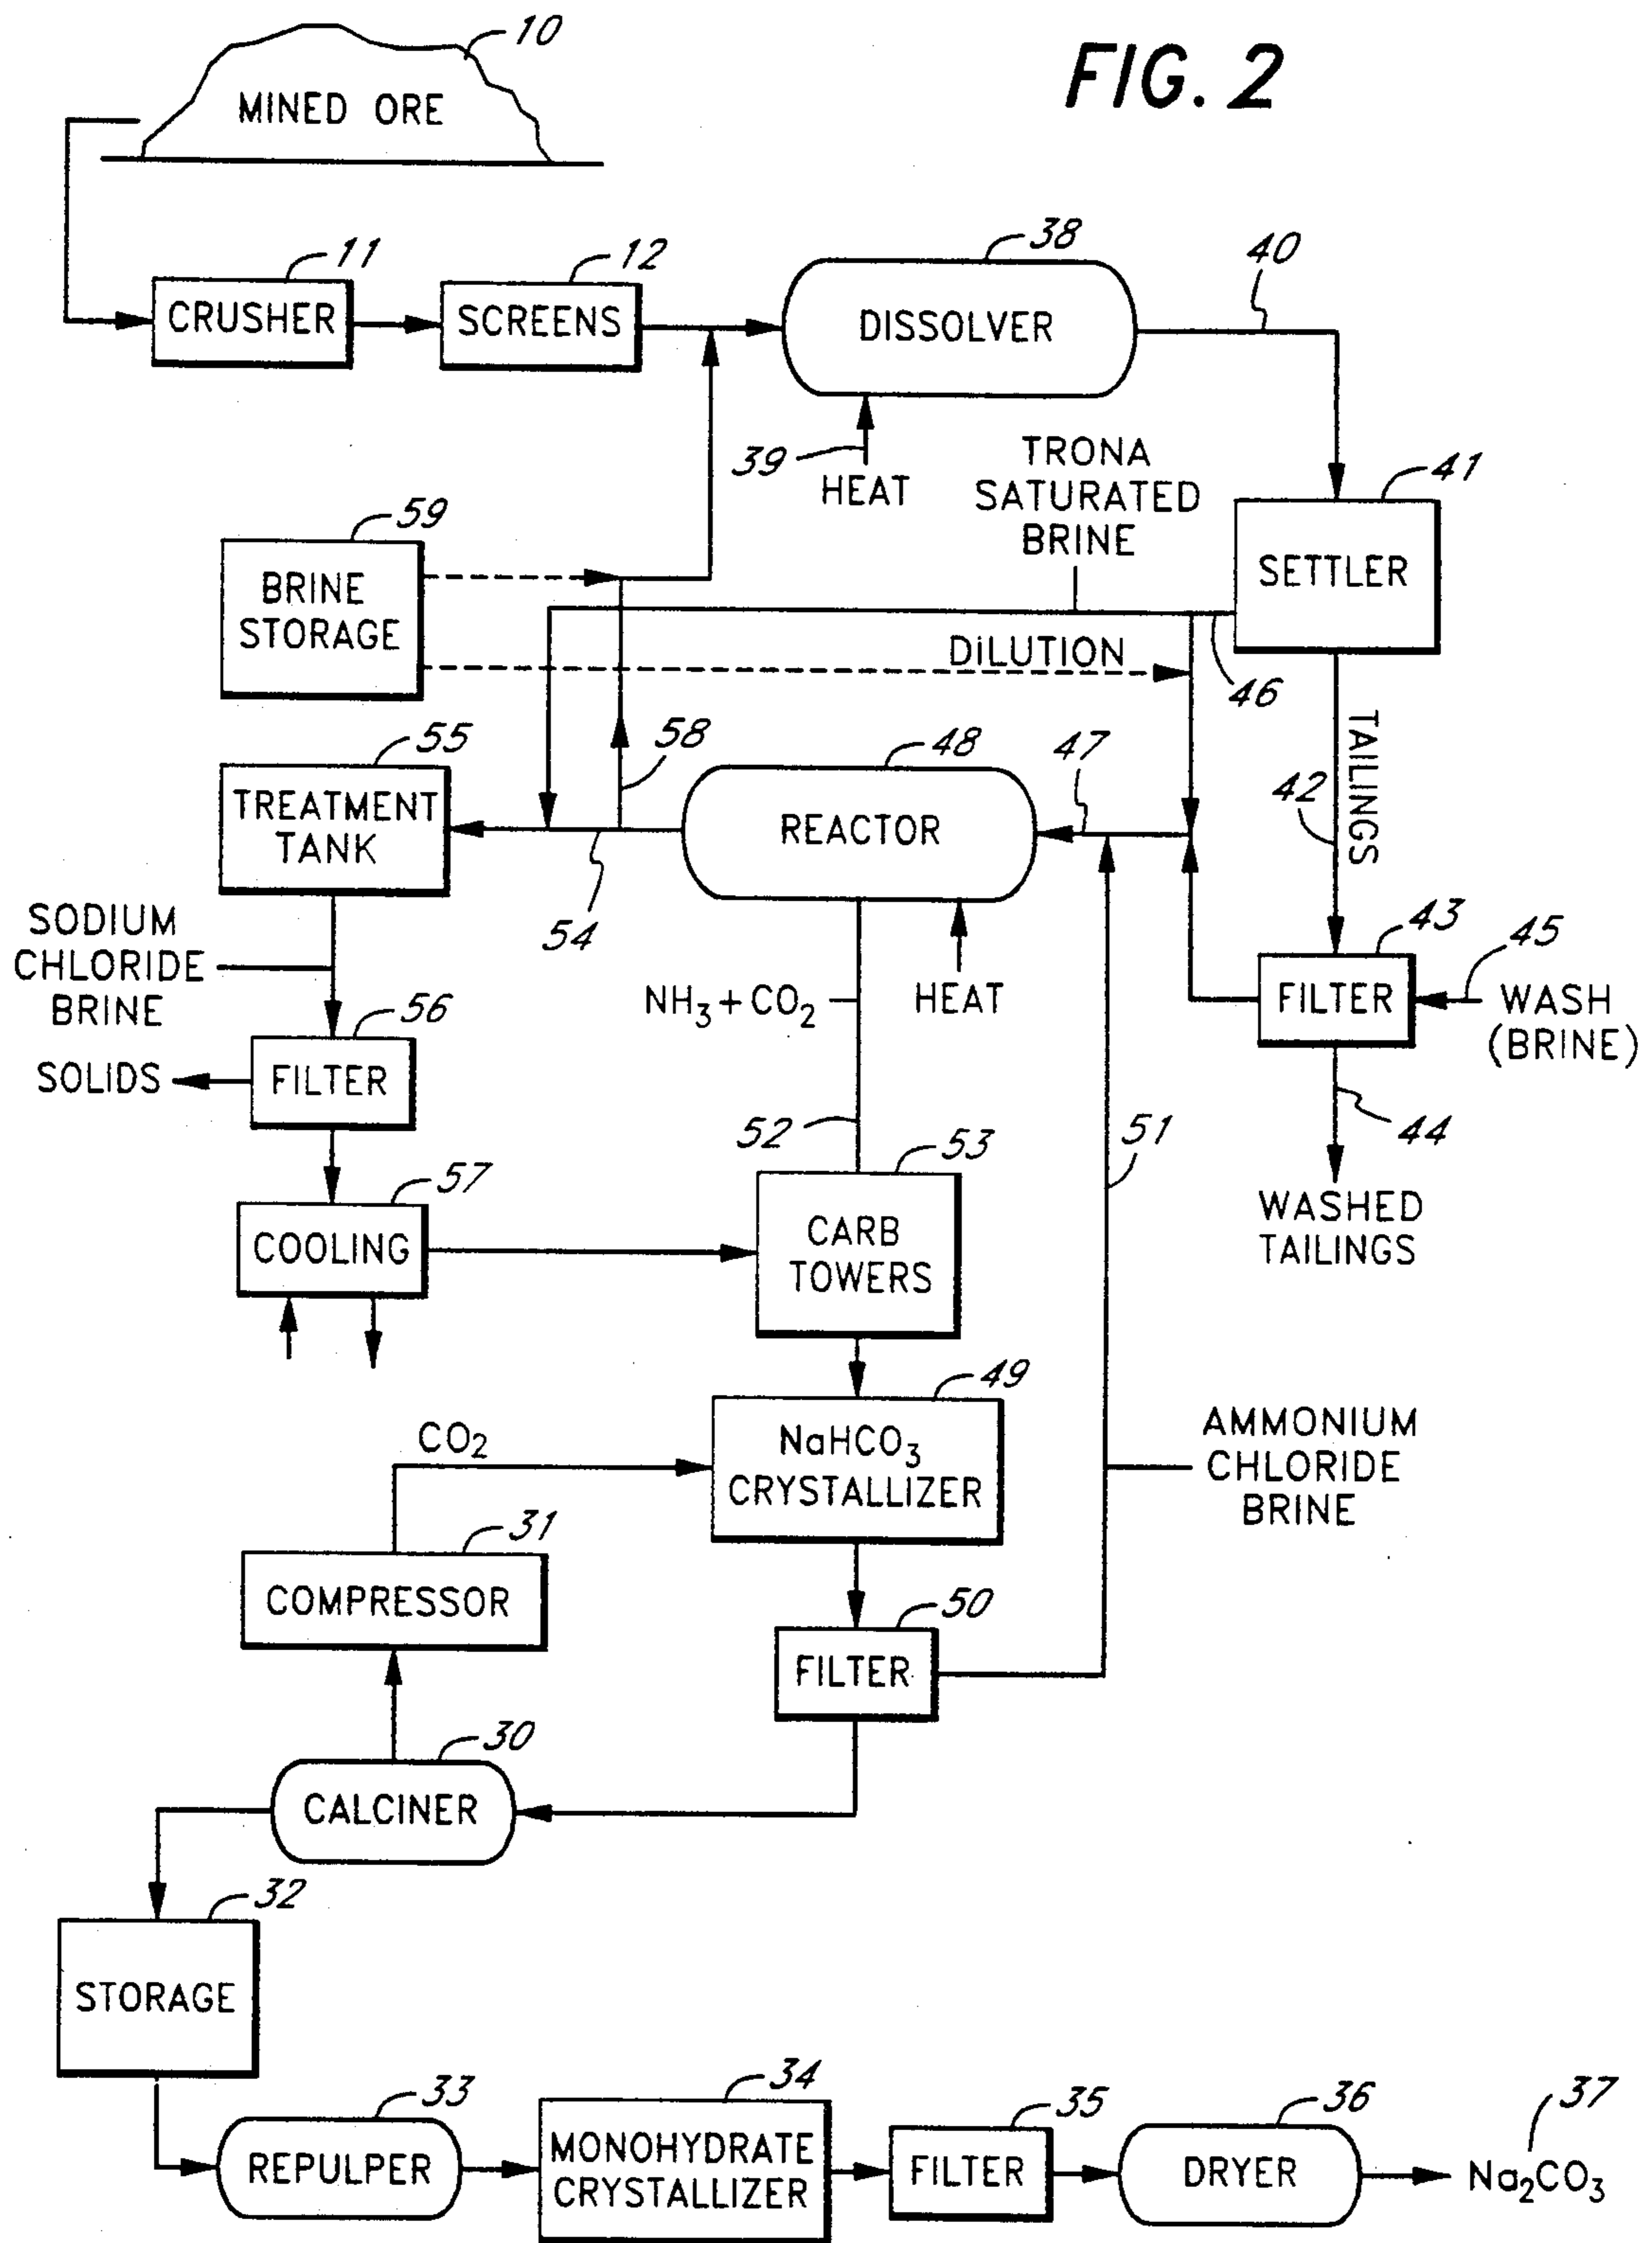 FIG. 2
10
MINED ORE
11
CRUSHER
12
SCREENS
38
DISSOLVER
40
39
HEAT
TRONA
SATURATED
BRINE
41
SETTLER
59
BRINE
STORAGE
DiLUTION
46
58
TAILINGS
42
55
TREATMENT
TANK
48
REACTOR
47
54
SODIUM
CHLORIDE
BRINE
43
FILTER
45
WASH
(BRINE)
NH3 + CO2
HEAT
56
FILTER
SOLIDS
44
WASHED
TAILINGS
52
51
53
CARB
TOWERS
57
COOLING
49
NaHCO3
CRYSTALLIZER
CO2
AMMONIUM
CHLORIDE
BRINE
31
COMPRESSOR
50
FILTER
30
CALCINER
32
STORAGE
33
REPULPER
34
MONOHYDRATE
CRYSTALLIZER
35
FILTER
36
DRYER
37
Na2CO3